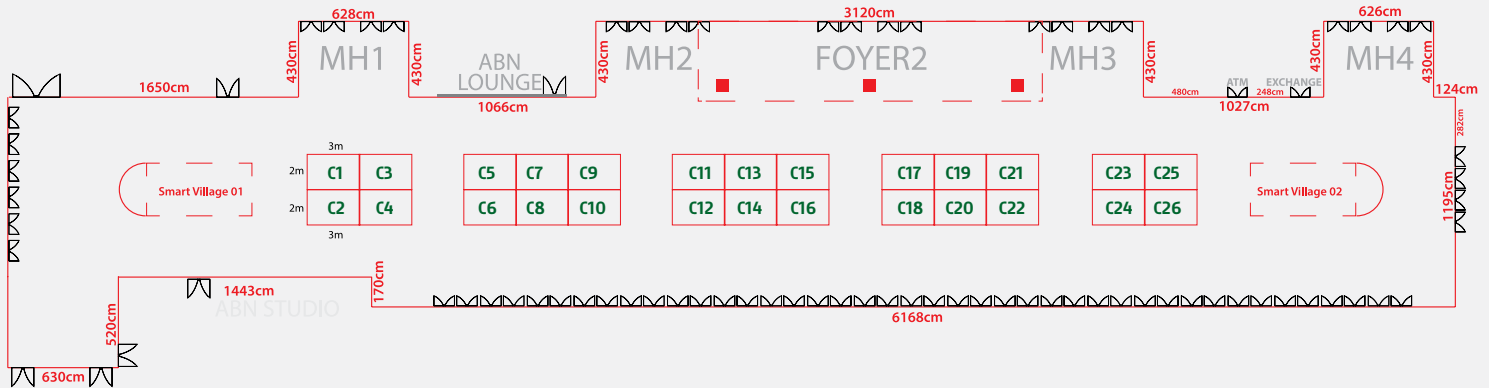 628cm
3120cm
626cm
MH1
430cm
430cm
ABN
LOUNGE
430cm
MH2
FOYER2
MH3
430cm
430cm
MH4
430cm
1650cm
1066cm
480cm
ATM
248cm
EXCHANGE
1027cm
124cm
282cm
3m
2m
C1
C3
C5
C7
C9
C11
C13
C15
C17
C19
C21
C23
C25
Smart Village 01
Smart Village 02
2m
C2
C4
C6
C8
C10
C12
C14
C16
C18
C20
C22
C24
C26
1195cm
3m
1443cm
170cm
ABN STUDIO
520cm
6168cm
630cm